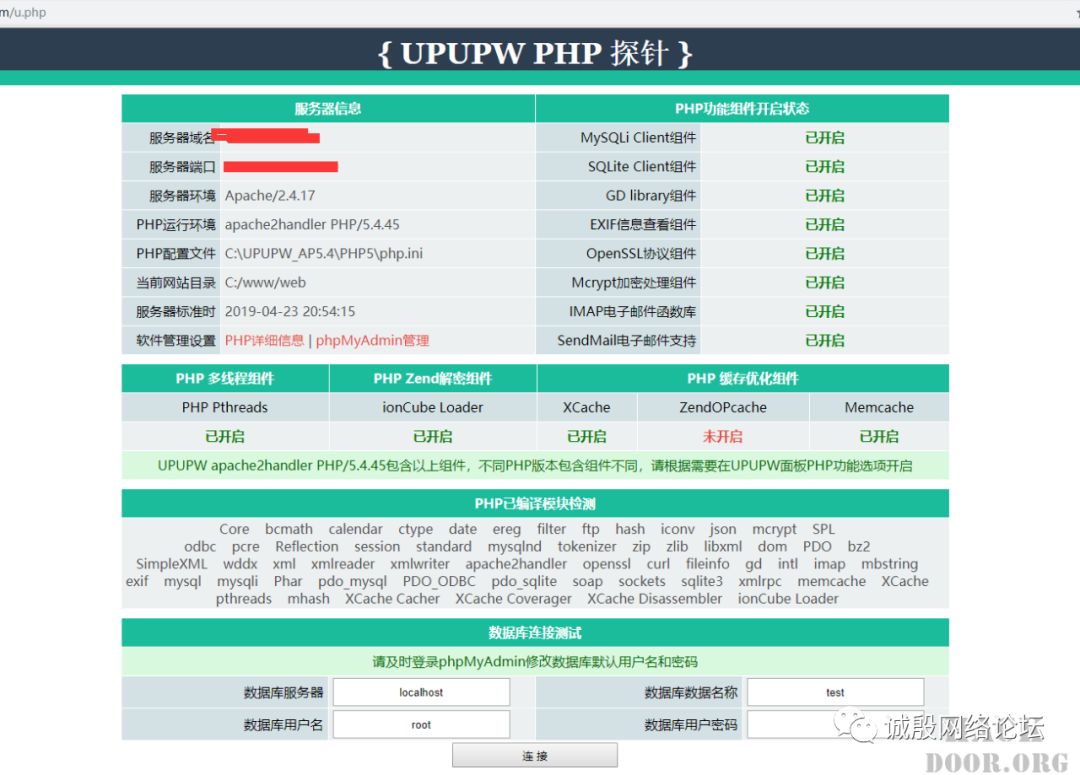 m/u.php
{ UPUPW PHP 探针 }
服务器信息 PHP功能组件开启状态
服务器域名 MySQLi Client组件 已开启
服务器端口 SQLite Client组件 已开启
服务器环境 Apache/2.4.17 GD library组件 已开启
PHP运行环境 apache2handler PHP/5.4.45 EXIF信息查看组件 已开启
PHP配置文件 C:\UPUPW_AP5.4\PHP5\php.ini OpenSSL协议组件 已开启
当前网站目录 C:/www/web Mcrypt加密处理组件 已开启
服务器标准时 2019-04-23 20:54:15 IMAP电子邮件函数库 已开启
软件管理设置 PHP详细信息 | phpMyAdmin管理 SendMail电子邮件支持 已开启
PHP 多线程组件 PHP Zend解密组件 PHP 缓存优化组件
PHP Pthreads ionCube Loader XCache ZendOPcache Memcache
已开启 已开启 已开启 未开启 已开启
UPUPW apache2handler PHP/5.4.45包含以上组件，不同PHP版本包含组件不同，请根据需要在UPUPW面板PHP功能选项开启
PHP已编译模块检测
Core bcmath calendar ctype date ereg filter ftp hash iconv json mcrypt SPL
odbc pcre Reflection session standard mysqlnd tokenizer zip zlib libxml dom PDO bz2
SimpleXML wddx xml xmlreader xmlwriter apache2handler openssl curl fileinfo gd intl imap mbstring
exif mysql mysqli Phar pdo_mysql PDO_ODBC pdo_sqlite soap sockets sqlite3 xmlrpc memcache XCache
pthreads mhash XCache Cacher XCache Coverager XCache Disassembler ionCube Loader
数据库连接测试
请及时登录phpMyAdmin修改数据库默认用户名和密码
数据库服务器 localhost 数据库数据名称 test
数据库用户名 root 数据库用户密码
连 接
诚殷网络论坛
DOOR.ORG